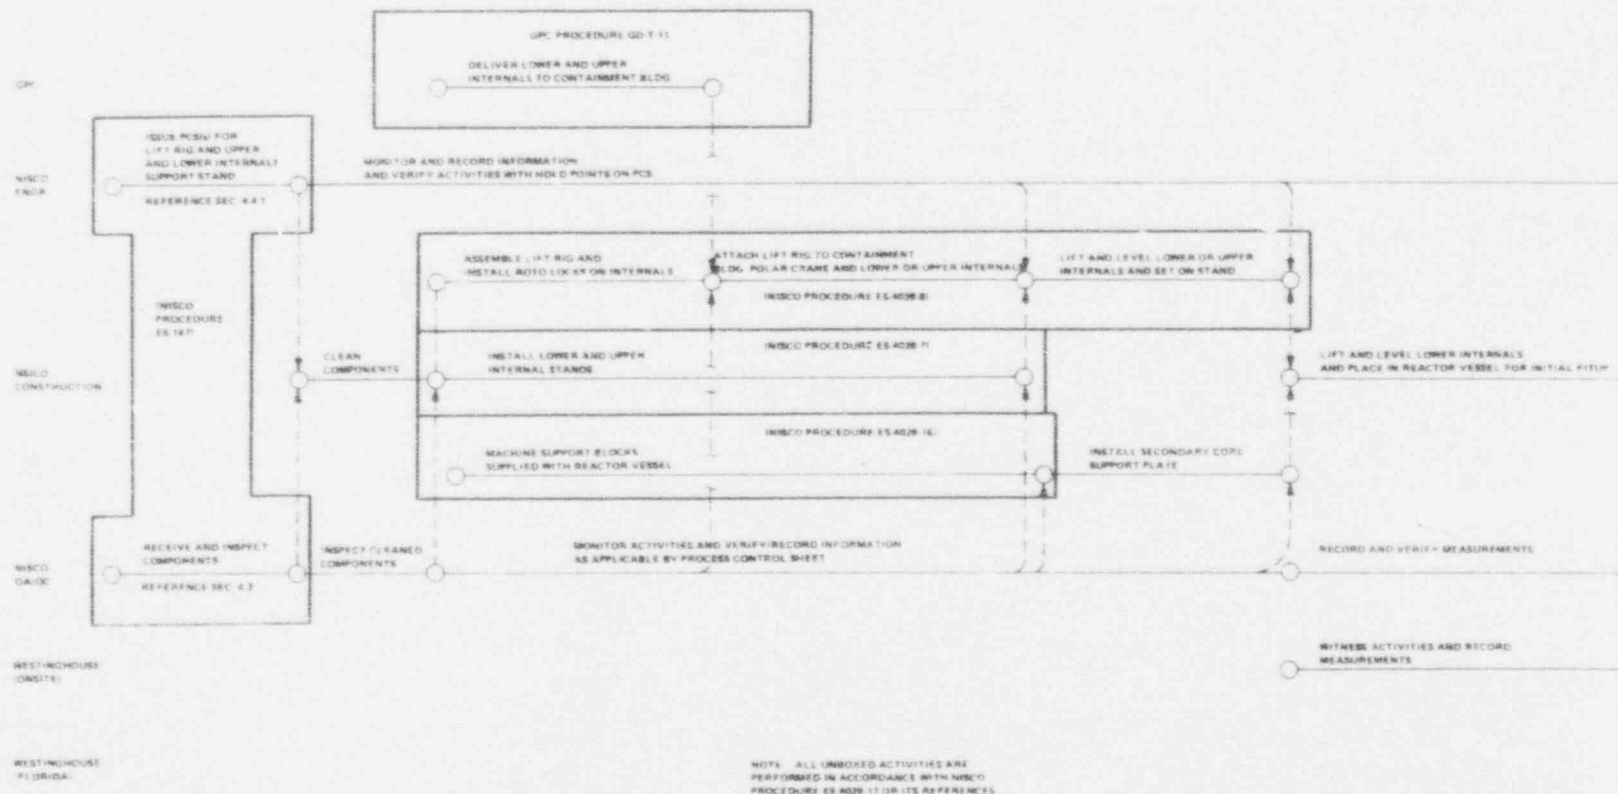 GPC PROCEDURE GD-T-11
DELIVER LOWER AND UPPER
INTERNALS TO CONTAINMENT BLDG
GPC
ISSUE PCS(s) FOR
LIFT RIG AND UPPER
AND LOWER INTERNALS
SUPPORT STAND
REFERENCE SEC. 4.4.1
NISCO
ENGR.
MONITOR AND RECORD INFORMATION
AND VERIFY ACTIVITIES WITH HOLD POINTS ON PCS
ASSEMBLE LIFT RIG AND
INSTALL ROTO LOCKS ON INTERNALS
ATTACH LIFT RIG TO CONTAINMENT
BLDG. POLAR CRANE AND LOWER OR UPPER INTERNALS
LIFT AND LEVEL LOWER OR UPPER
INTERNALS AND SET ON STAND
(NISCO PROCEDURE ES
(NISCO
PROCEDURE
ES
(NISCO PROCEDURE ES
NISCO
CONSTRUCTION
CLEAN
COMPONENTS
INSTALL LOWER AND UPPER
INTERNAL STANDS
LIFT AND LEVEL LOWER INTERNALS
AND PLACE IN REACTOR VESSEL FOR INITIAL FITUP
(NISCO PROCEDURE ES
MACHINE SUPPORT BLOCKS
SUPPLIED WITH REACTOR VESSEL
INSTALL SECONDARY CORE
SUPPORT PLATE
NISCO
QA/QC
RECEIVE AND INSPECT
COMPONENTS
REFERENCE SEC. 4.3
INSPECT CLEANED
COMPONENTS
MONITOR ACTIVITIES AND VERIFY/RECORD INFORMATION
AS APPLICABLE BY PROCESS CONTROL SHEET
RECORD AND VERIFY MEASUREMENTS
WESTINGHOUSE
(ONSITE)
WITNESS ACTIVITIES AND RECORD
MEASUREMENTS
WESTINGHOUSE
(FLORIDA)
NOTE: ALL UNBOXED ACTIVITIES ARE
PERFORMED IN ACCORDANCE WITH NISCO
PROCEDURE ES OR ITS REFERENCES